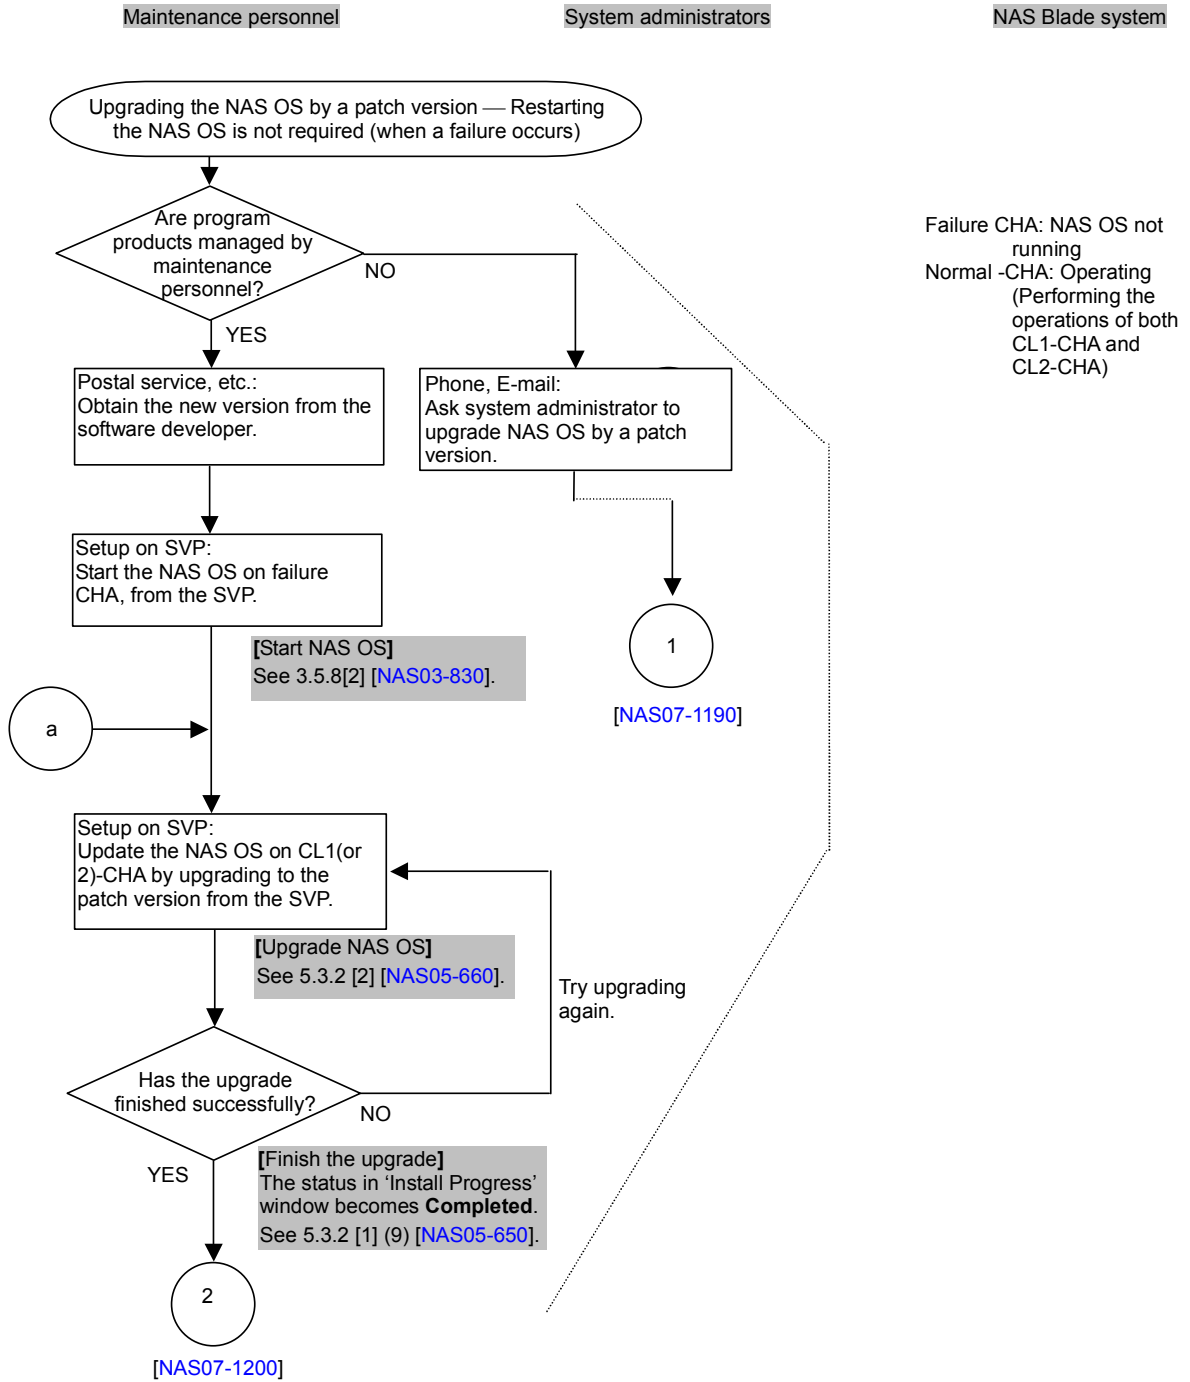 Maintenance personnel
System administrators
NAS Blade system
Upgrading the NAS OS by a patch version — Restarting
the NAS OS is not required (when a failure occurs)
Are program
products managed by
maintenance
personnel?
NO
YES
Failure CHA: NAS OS not
running
Normal -CHA: Operating
(Performing the
operations of both
CL1-CHA and
CL2-CHA)
Postal service, etc.:
Obtain the new version from the
software developer.
Phone, E-mail:
Ask system administrator to
upgrade NAS OS by a patch
version.
Setup on SVP:
Start the NAS OS on failure
CHA, from the SVP.
[Start NAS OS]
See 3.5.8[2] [NAS03-830].
1
[NAS07-1190]
a
Setup on SVP:
Update the NAS OS on CL1(or
2)-CHA by upgrading to the
patch version from the SVP.
[Upgrade NAS OS]
See 5.3.2 [2] [NAS05-660].
Try upgrading
again.
Has the upgrade
finished successfully?
NO
YES
[Finish the upgrade]
The status in ‘Install Progress’
window becomes Completed.
See 5.3.2 [1] (9) [NAS05-650].
2
[NAS07-1200]